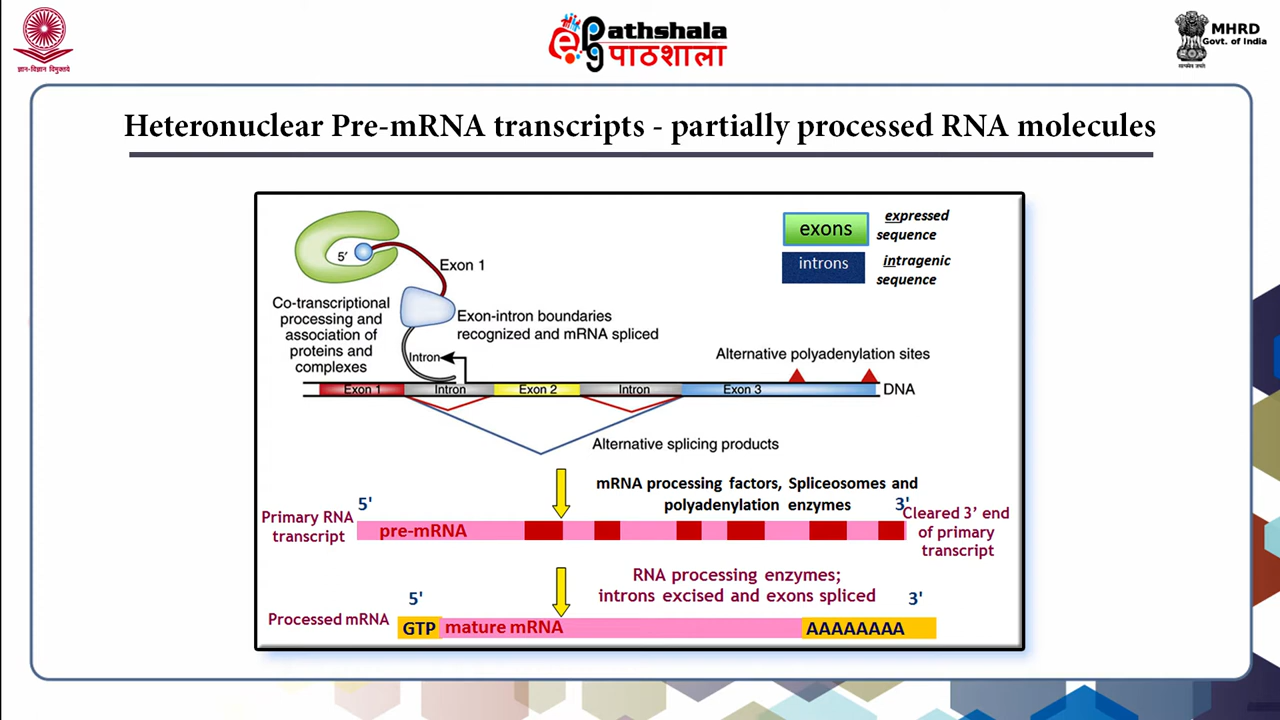 ज्ञान-विज्ञान विमुक्तये
ePg Pathshala
पाठशाला
MHRD
Govt. of India
सत्यमेव जयते
Heteronuclear Pre-mRNA transcripts - partially processed RNA molecules
exons
expressed
sequence
introns
intragenic
sequence
5'
Exon 1
Co-transcriptional
processing and
association of
proteins and
complexes
Exon-intron boundaries
recognized and mRNA spliced
Intron
Alternative polyadenylation sites
Exon 1
Intron
Exon 2
Intron
Exon 3
DNA
Alternative splicing products
mRNA processing factors, Spliceosomes and
polyadenylation enzymes
5'
3'
Primary RNA
transcript
pre-mRNA
Cleared 3’ end
of primary
transcript
RNA processing enzymes;
introns excised and exons spliced
5'
3'
Processed mRNA
GTP
mature mRNA
AAAAAAAA